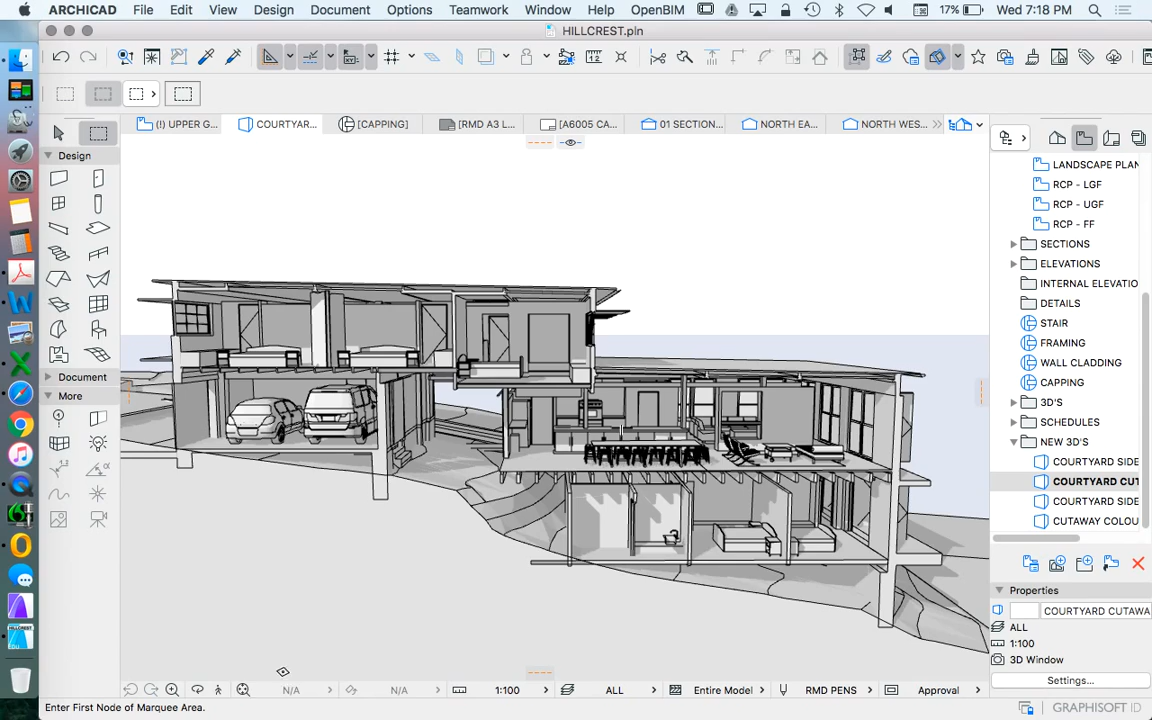 ARCHICAD File Edit View Design Document Options Teamwork Window Help OpenBIM 17% Wed 7:18 PM
HILLCREST.pln
(!) UPPER G... COURTYAR... [CAPPING] [RMD A3 L... [A6005 CA... 01 SECTION... NORTH EA... NORTH WES...
Design
Document
More
LANDSCAPE PLAN
RCP - LGF
RCP - UGF
RCP - FF
SECTIONS
ELEVATIONS
INTERNAL ELEVATIO
DETAILS
STAIR
FRAMING
WALL CLADDING
CAPPING
3D'S
SCHEDULES
NEW 3D'S
COURTYARD SIDE
COURTYARD CUT
COURTYARD SIDE
CUTAWAY COLOU
Properties
COURTYARD CUTAWA
ALL
1:100
3D Window
Settings...
N/A N/A 1:100 ALL Entire Model RMD PENS Approval
Enter First Node of Marquee Area.
GRAPHISOFT ID